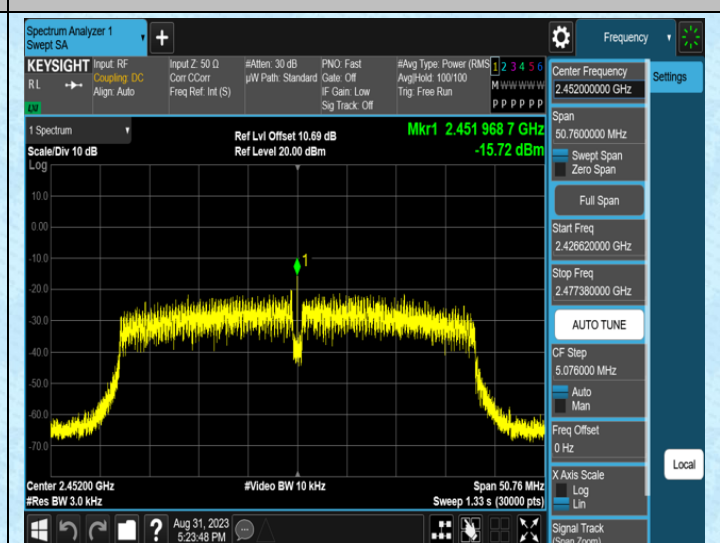 Spectrum Analyzer 1
Swept SA
Frequency
KEYSIGHT
R L
LXI
Input: RF
Coupling: DC
Align: Auto
Input Z: 50 Ω
Corr CCorr
Freq Ref: Int (S)
#Atten: 30 dB
µW Path: Standard
PNO: Fast
Gate: Off
IF Gain: Low
Sig Track: Off
#Avg Type: Power (RMS
Avg|Hold: 100/100
Trig: Free Run
1 2 3 4 5 6
M W W W W W
P P P P P P
1 Spectrum
Scale/Div 10 dB
Log
Ref Lvl Offset 10.69 dB
Ref Level 20.00 dBm
Mkr1 2.451 968 7 GHz
-15.72 dBm
10.0
0.00
-10.0
-20.0
-30.0
-40.0
-50.0
-60.0
-70.0
1
Center 2.45200 GHz
#Res BW 3.0 kHz
#Video BW 10 kHz
Span 50.76 MHz
Sweep 1.33 s (30000 pts)
Aug 31, 2023
5:23:48 PM
Center Frequency
2.452000000 GHz
Settings
Span
50.7600000 MHz
Swept Span
Zero Span
Full Span
Start Freq
2.426620000 GHz
Stop Freq
2.477380000 GHz
AUTO TUNE
CF Step
5.076000 MHz
Auto
Man
Freq Offset
0 Hz
X Axis Scale
Log
Lin
Local
Signal Track
(Span Zoom)